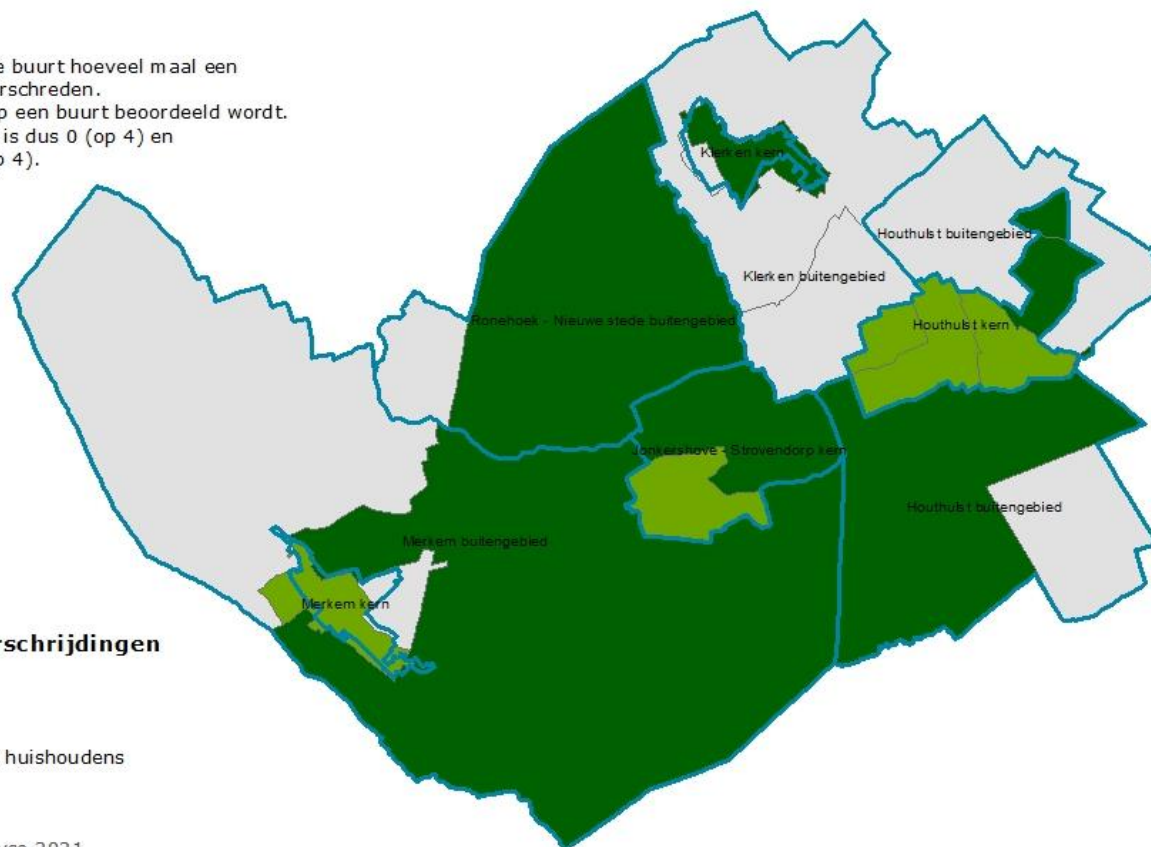 e buurt hoeveel maal een
rschreden.
p een buurt beoordeeld wordt.
is dus 0 (op 4) en
o 4).
Klerken kern
Houthulst buitengebied
Klerken buitengebied
Ronehoek - Nieuwe stede buitengebied
Houthulst kern
Jonkershove - Strovendorp kern
Houthulst buitengebied
Merkem buitengebied
Merkem kern
rschrijdingen
huishoudens
2021